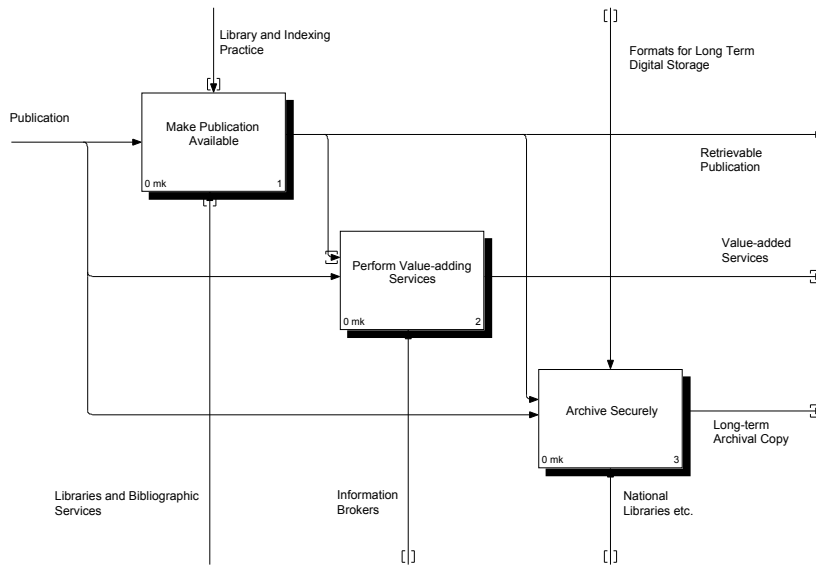 Library and Indexing
Practice
Formats for Long Term
Digital Storage
Publication
Make Publication
Available
0 mk
1
Retrievable
Publication
Value-added
Services
Perform Value-adding
Services
0 mk
2
Archive Securely
0 mk
3
Long-term
Archival Copy
Libraries and Bibliographic
Services
Information
Brokers
National
Libraries etc.